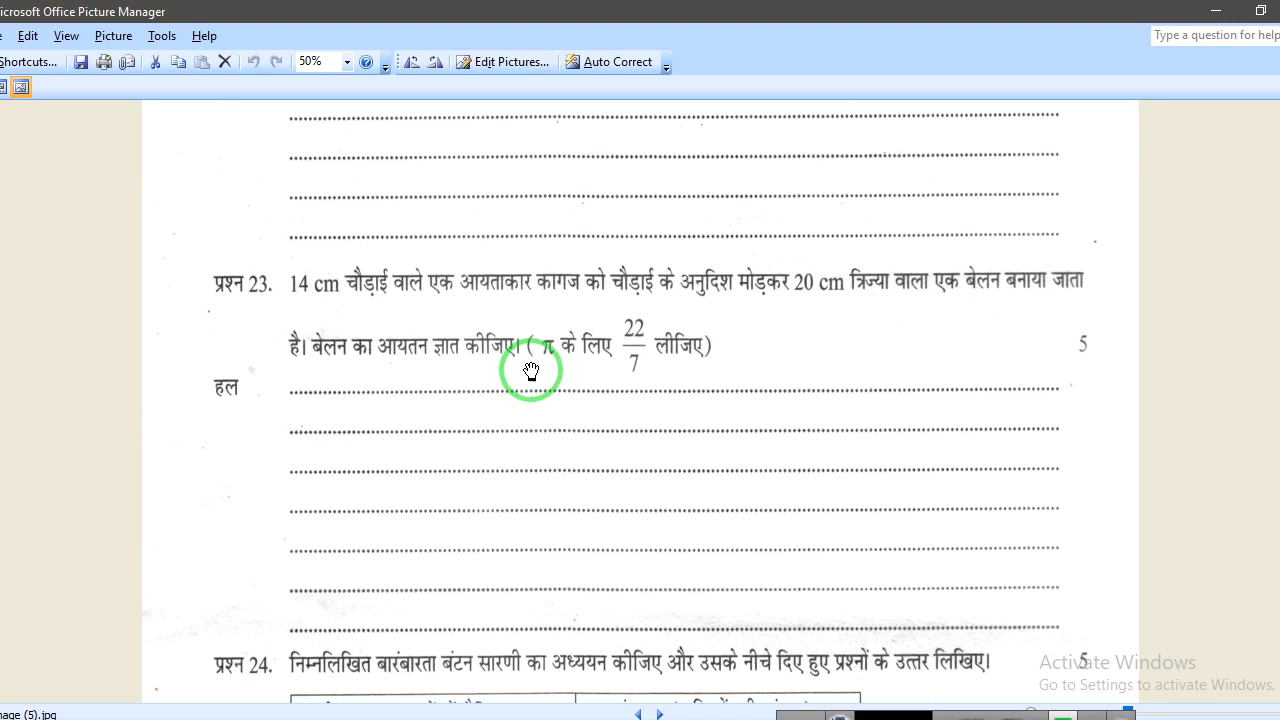 icrosoft Office Picture Manager
Edit View Picture Tools Help
Type a question for help
Shortcuts... 50% Edit Pictures... Auto Correct
प्रश्न 23. 14 cm चौड़ाई वाले एक आयताकार कागज को चौड़ाई के अनुदिश मोड़कर 20 cm त्रिज्या वाला एक बेलन बनाया जाता
है। बेलन का आयतन ज्ञात कीजिए। ( π के लिए 22/7 लीजिए) 5
हल
प्रश्न 24. निम्नलिखित बारंबारता बंटन सारणी का अध्ययन कीजिए और उसके नीचे दिए हुए प्रश्नों के उत्तर लिखिए। 5
Activate Windows
Go to Settings to activate Windows.
nage (5).jpg